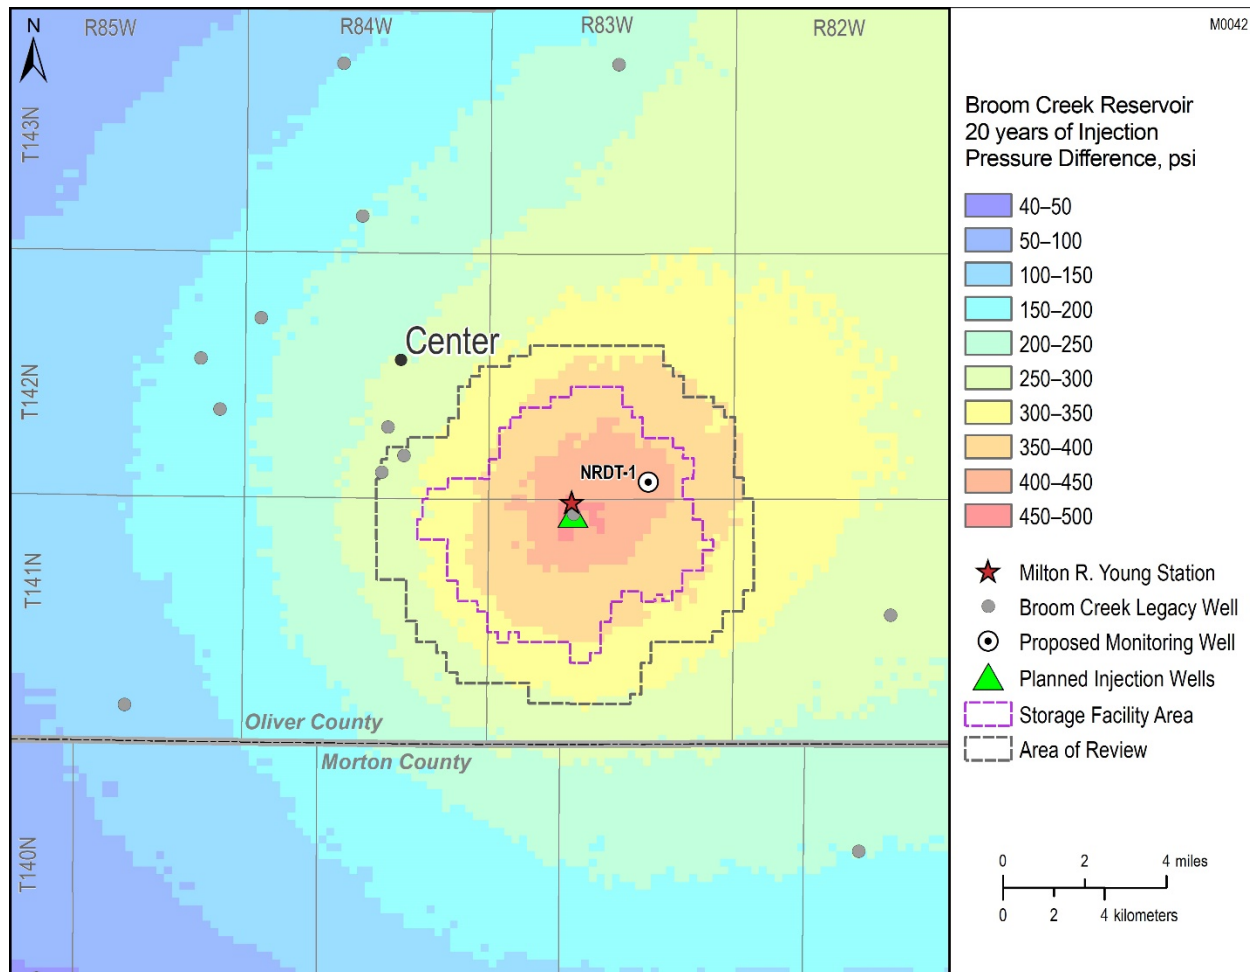 R85W
R84W
R83W
R82W
N
T143N
T142N
T141N
T140N
Center
NRDT-1
Oliver County
Morton County
M0042
Broom Creek Reservoir
20 years of Injection
Pressure Difference, psi
40–50
50–100
100–150
150–200
200–250
250–300
300–350
350–400
400–450
450–500
Milton R. Young Station
Broom Creek Legacy Well
Proposed Monitoring Well
Planned Injection Wells
Storage Facility Area
Area of Review
0 2 4 miles
0 2 4 kilometers